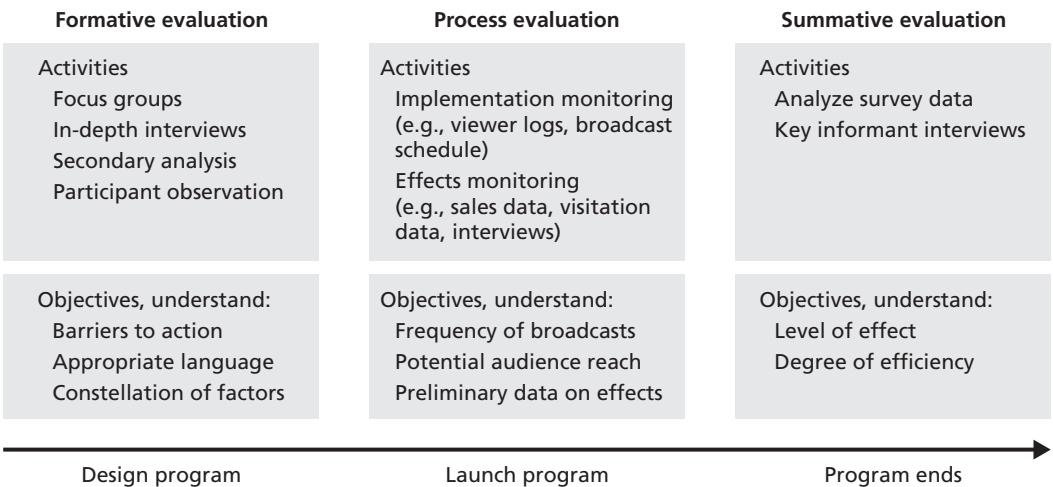 Formative evaluation
Activities
Focus groups
In-depth interviews
Secondary analysis
Participant observation
Objectives, understand:
Barriers to action
Appropriate language
Constellation of factors
Design program
Process evaluation
Activities
Implementation monitoring
(e.g., viewer logs, broadcast
schedule)
Effects monitoring
(e.g., sales data, visitation
data, interviews)
Objectives, understand:
Frequency of broadcasts
Potential audience reach
Preliminary data on effects
Launch program
Summative evaluation
Activities
Analyze survey data
Key informant interviews
Objectives, understand:
Level of effect
Degree of efficiency
Program ends